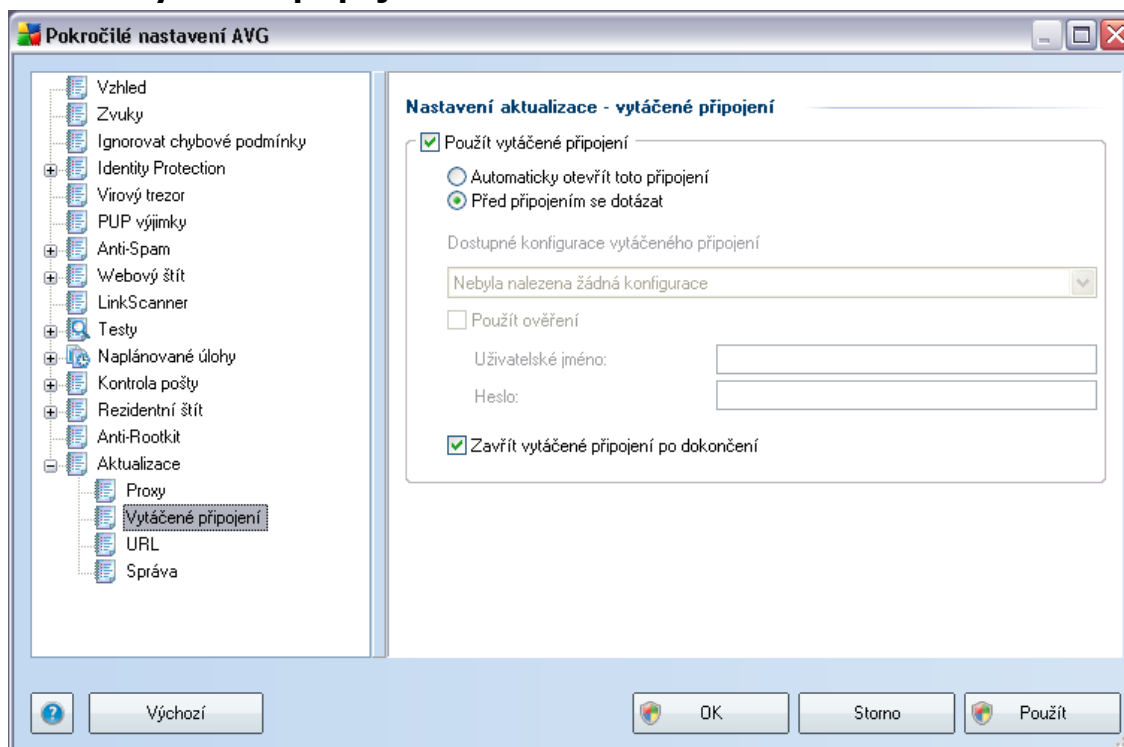 Pokročilé nastavení AVG
Vzhled
Zvuky
Ignorovat chybové podmínky
Identity Protection
Virový trezor
PUP výjimky
Anti-Spam
Webový štít
LinkScanner
Testy
Naplánované úlohy
Kontrola pošty
Rezidentní štít
Anti-Rootkit
Aktualizace
Proxy
Vytáčené připojení
URL
Správa
Nastavení aktualizace - vytáčené připojení
Použít vytáčené připojení
Automaticky otevřít toto připojení
Před připojením se dotázat
Dostupné konfigurace vytáčeného připojení
Nebyla nalezena žádná konfigurace
Použít ověření
Uživatelské jméno:
Heslo:
Zavřít vytáčené připojení po dokončení
Výchozí
OK
Storno
Použít